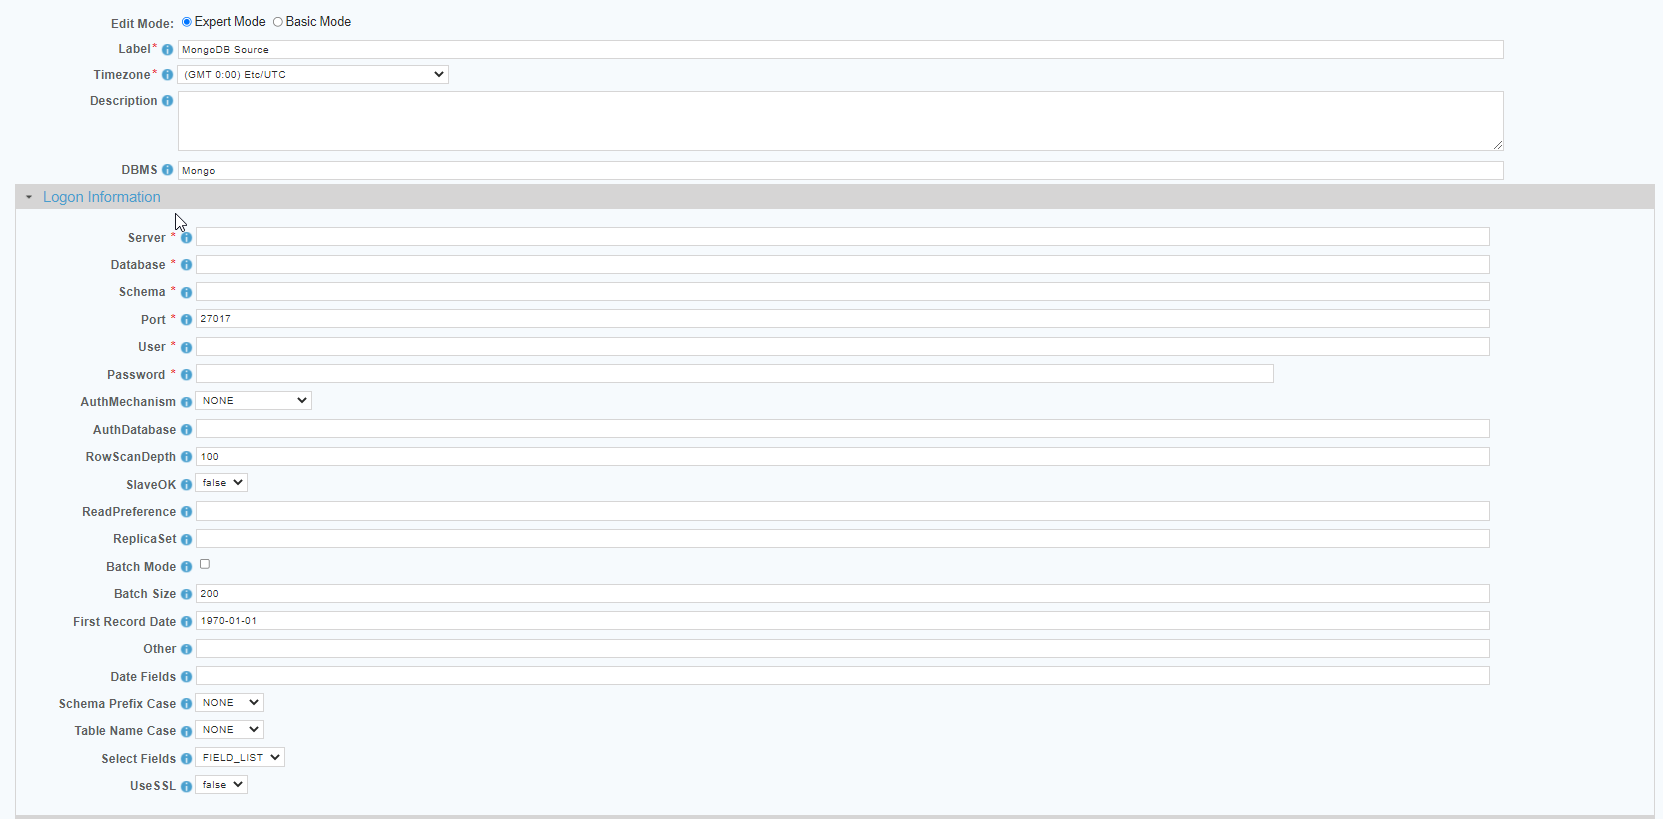 Edit Mode: Expert Mode Basic Mode
Label* MongoDB Source
Timezone* (GMT 0:00) Etc/UTC
Description
DBMS Mongo
Logon Information
Server *
Database *
Schema *
Port * 27017
User *
Password *
AuthMechanism NONE
AuthDatabase
RowScanDepth 100
SlaveOK false
ReadPreference
ReplicaSet
Batch Mode
Batch Size 200
First Record Date 1970-01-01
Other
Date Fields
Schema Prefix Case NONE
Table Name Case NONE
Select Fields FIELD_LIST
UseSSL false